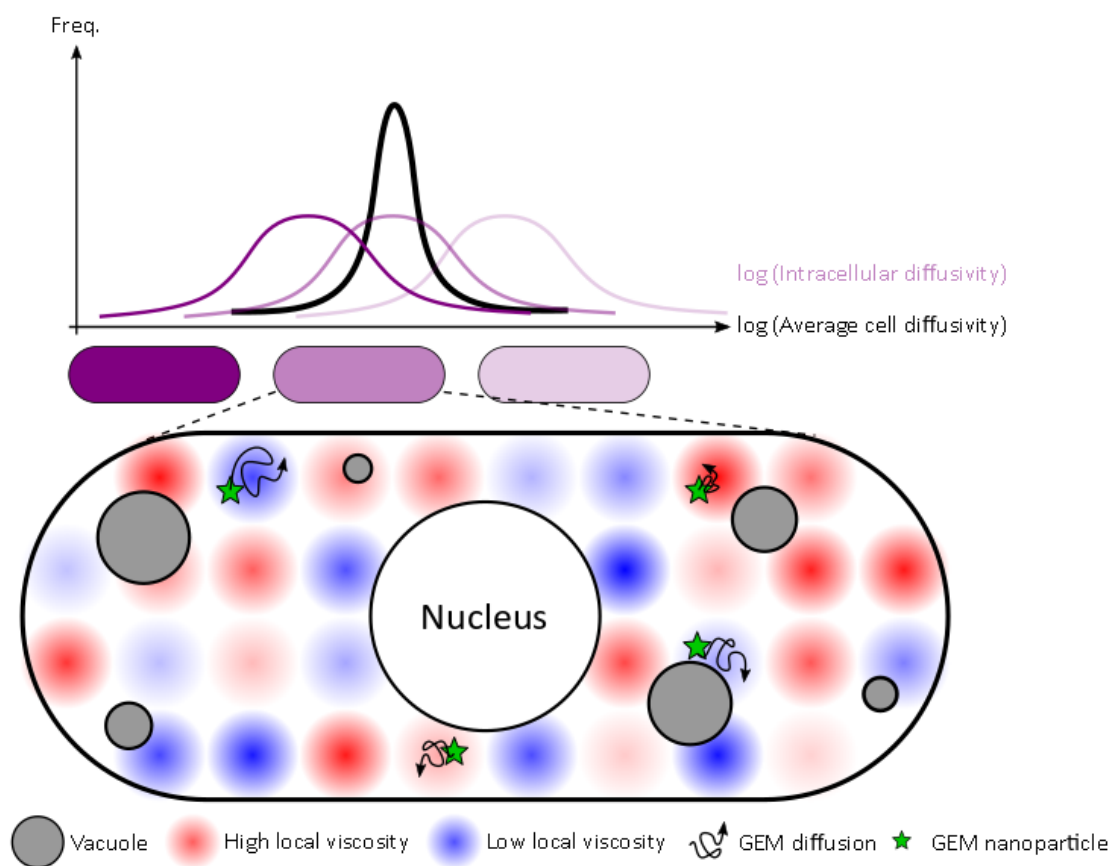 Freq.
log (Intracellular diffusivity)
log (Average cell diffusivity)
Nucleus
Vacuole
High local viscosity
Low local viscosity
GEM diffusion
GEM nanoparticle